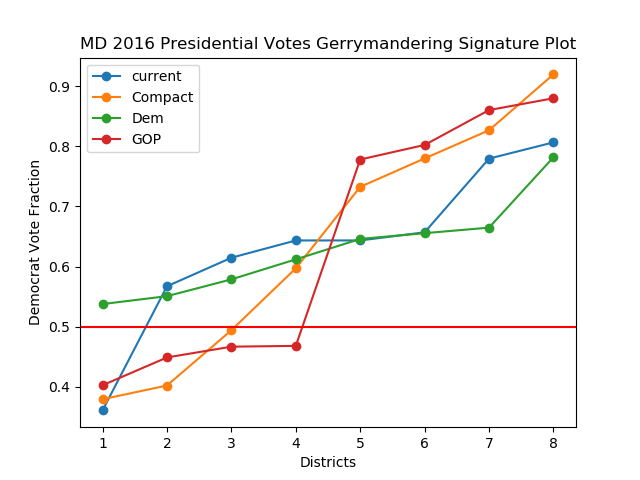 MD 2016 Presidential Votes Gerrymandering Signature Plot
current
Compact
Dem
GOP
0.9
0.8
0.7
0.6
0.5
0.4
Democrat Vote Fraction
1 2 3 4 5 6 7 8
Districts